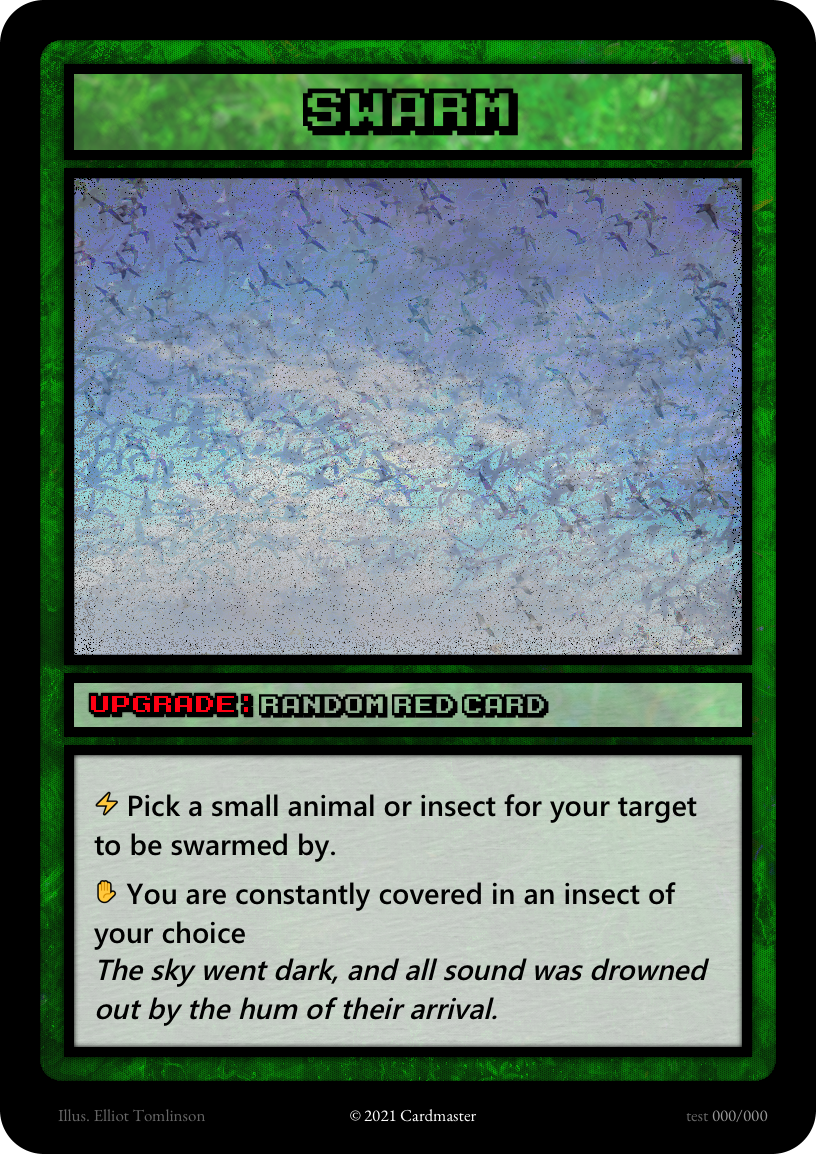 SWARM
UPGRADE: RANDOM RED CARD
⚡ Pick a small animal or insect for your target
to be swarmed by.
✋ You are constantly covered in an insect of
your choice
The sky went dark, and all sound was drowned
out by the hum of their arrival.
Illus. Elliot Tomlinson
© 2021 Cardmaster
test 000/000